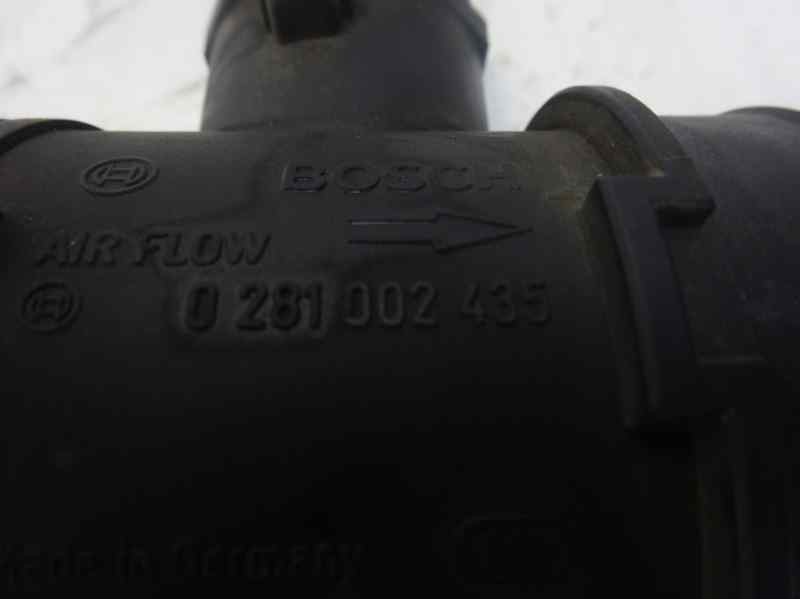 BOSCH
AIR FLOW
0 281 002 435
Made in Germany